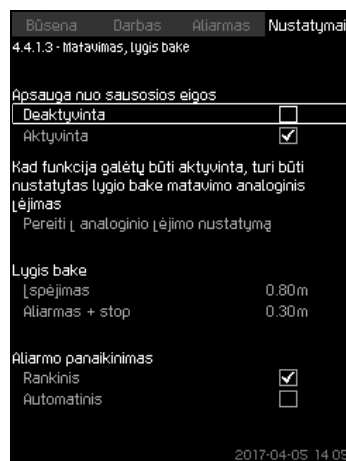 Būsena Darbas Aliarmas Nustatymai
4.4.1.3 - Matavimas, lygis bake
Apsauga nuo sausosios eigos
Deaktyvinta
Aktyvinta
Kad funkcija galėtų būti aktyvinta, turi būti
nustatytas lygio bake matavimo analoginis
įėjimas
Pereiti į analoginio įėjimo nustatymą
Lygis bake
Įspėjimas 0.80m
Aliarmas + stop 0.30m
Aliarmo panaikinimas
Rankinis
Automatinis
2017-04-05 14:05